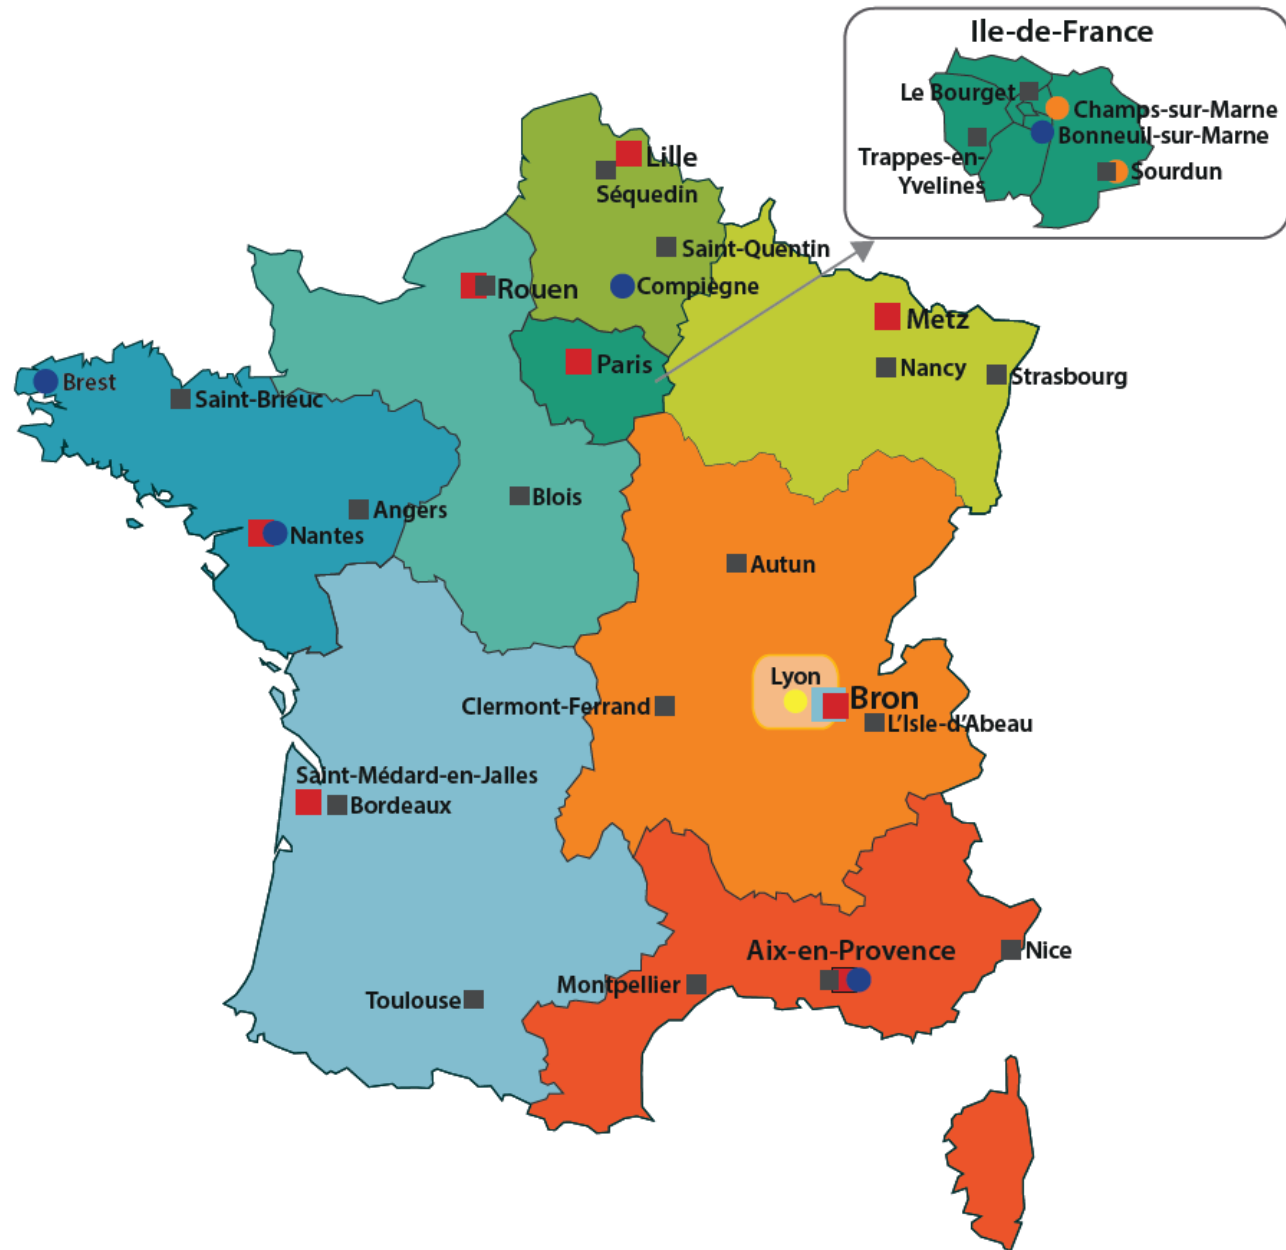 Ile-de-France
Le Bourget
Champs-sur-Marne
Bonneuil-sur-Marne
Trappes-en-
Yvelines
Sourdun
Lille
Séquedin
Saint-Quentin
Compiègne
Rouen
Metz
Paris
Nancy
Strasbourg
Brest
Saint-Brieuc
Blois
Angers
Nantes
Autun
Lyon
Bron
Clermont-Ferrand
L'Isle-d'Abeau
Saint-Médard-en-Jalles
Bordeaux
Aix-en-Provence
Nice
Montpellier
Toulouse